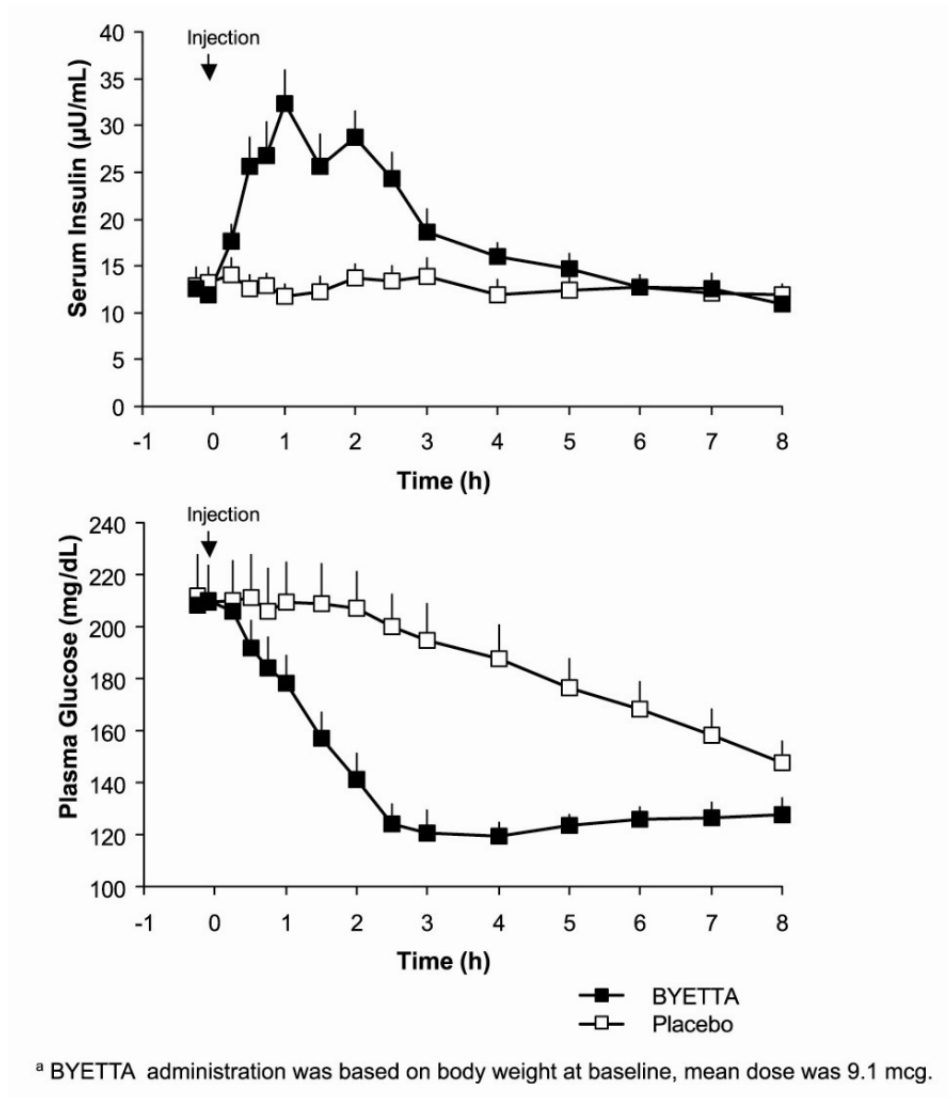 40
Injection
35
30
25
20
15
10
5
0
Serum Insulin (µU/mL)
-1 0 1 2 3 4 5 6 7 8
Time (h)
240
Injection
220
200
180
160
140
120
100
Plasma Glucose (mg/dL)
-1 0 1 2 3 4 5 6 7 8
Time (h)
BYETTA
Placebo
a BYETTA administration was based on body weight at baseline, mean dose was 9.1 mcg.